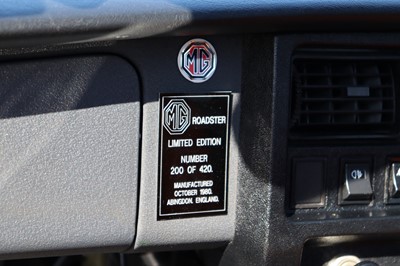 MG
MG ROADSTER
LIMITED EDITION
NUMBER
200 OF 420.
MANUFACTURED
OCTOBER 1980.
ABINGDON. ENGLAND.